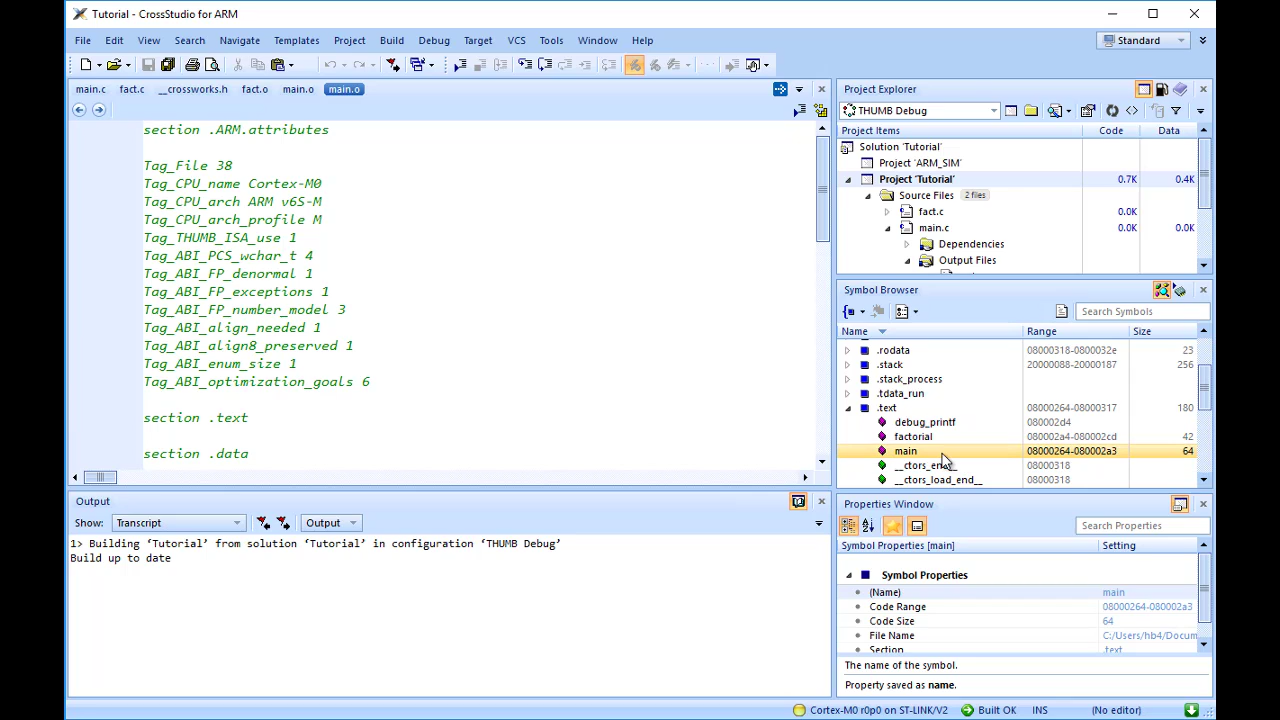 Tutorial - CrossStudio for ARM
File Edit View Search Navigate Templates Project Build Debug Target VCS Tools Window Help
Standard
main.c fact.c __crossworks.h fact.o main.o main.o
section .ARM.attributes
Tag_File 38
Tag_CPU_name Cortex-M0
Tag_CPU_arch ARM v6S-M
Tag_CPU_arch_profile M
Tag_THUMB_ISA_use 1
Tag_ABI_PCS_wchar_t 4
Tag_ABI_FP_denormal 1
Tag_ABI_FP_exceptions 1
Tag_ABI_FP_number_model 3
Tag_ABI_align_needed 1
Tag_ABI_align8_preserved 1
Tag_ABI_enum_size 1
Tag_ABI_optimization_goals 6
section .text
section .data
Output
Show: Transcript Output
1> Building ‘Tutorial’ from solution ‘Tutorial’ in configuration ‘THUMB Debug’
Build up to date
Project Explorer
THUMB Debug
Project Items Code Data
Solution 'Tutorial'
Project 'ARM_SIM'
Project 'Tutorial' 0.7K 0.4K
Source Files 2 files
fact.c 0.0K
main.c 0.0K 0.0K
Dependencies
Output Files
Symbol Browser
Search Symbols
Name Range Size
.rodata 08000318-0800032e 23
.stack 20000088-20000187 256
.stack_process
.tdata_run
.text 08000264-08000317 180
debug_printf 080002d4
factorial 080002a4-080002cd 42
main 08000264-080002a3 64
__ctors_end__ 08000318
__ctors_load_end__ 08000318
Properties Window
Search Properties
Symbol Properties [main] Setting
Symbol Properties
(Name) main
Code Range 08000264-080002a3
Code Size 64
File Name C:/Users/hb4/Docum
Section .text
The name of the symbol.
Property saved as name.
Cortex-M0 r0p0 on ST-LINK/V2 Built OK INS (No editor)